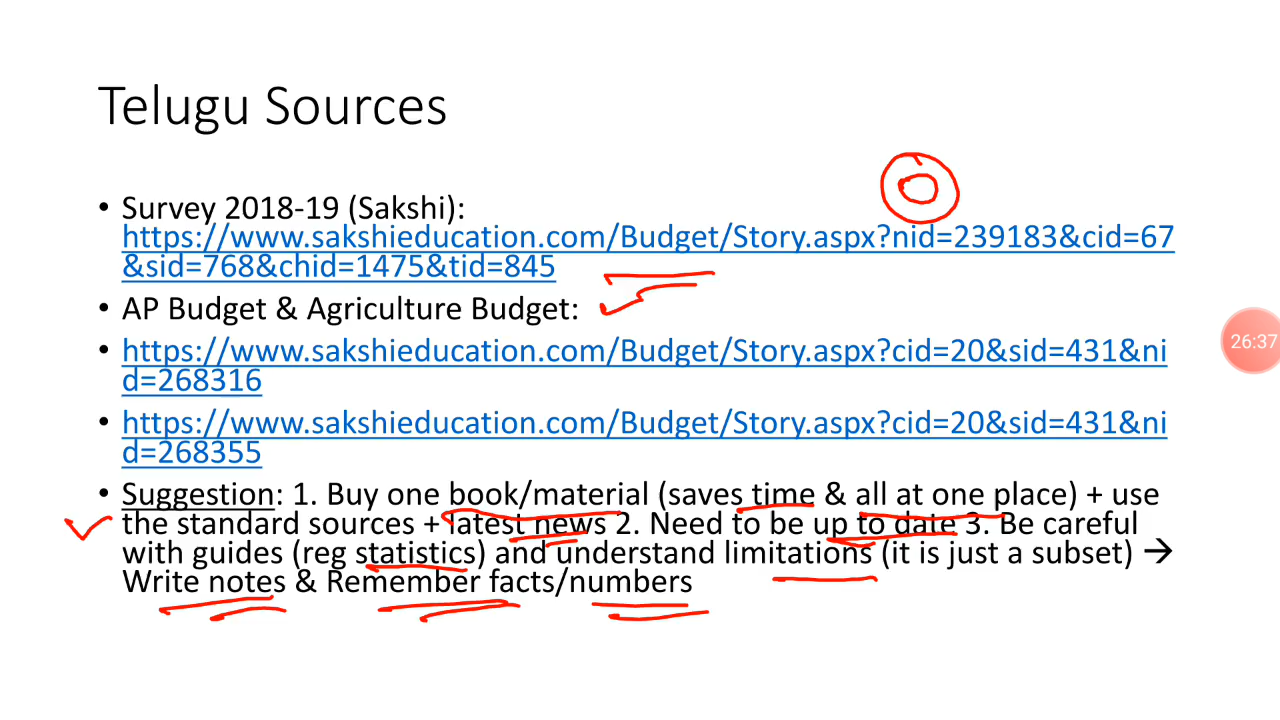 Telugu Sources
• Survey 2018-19 (Sakshi):
https://www.sakshieducation.com/Budget/Story.aspx?nid=239183&cid=67
&sid=768&chid=1475&tid=845
• AP Budget & Agriculture Budget:
• https://www.sakshieducation.com/Budget/Story.aspx?cid=20&sid=431&ni
d=268316
• https://www.sakshieducation.com/Budget/Story.aspx?cid=20&sid=431&ni
d=268355
• Suggestion: 1. Buy one book/material (saves time & all at one place) + use
the standard sources + latest news 2. Need to be up to date 3. Be careful
with guides (reg statistics) and understand limitations (it is just a subset) →
Write notes & Remember facts/numbers
26:37